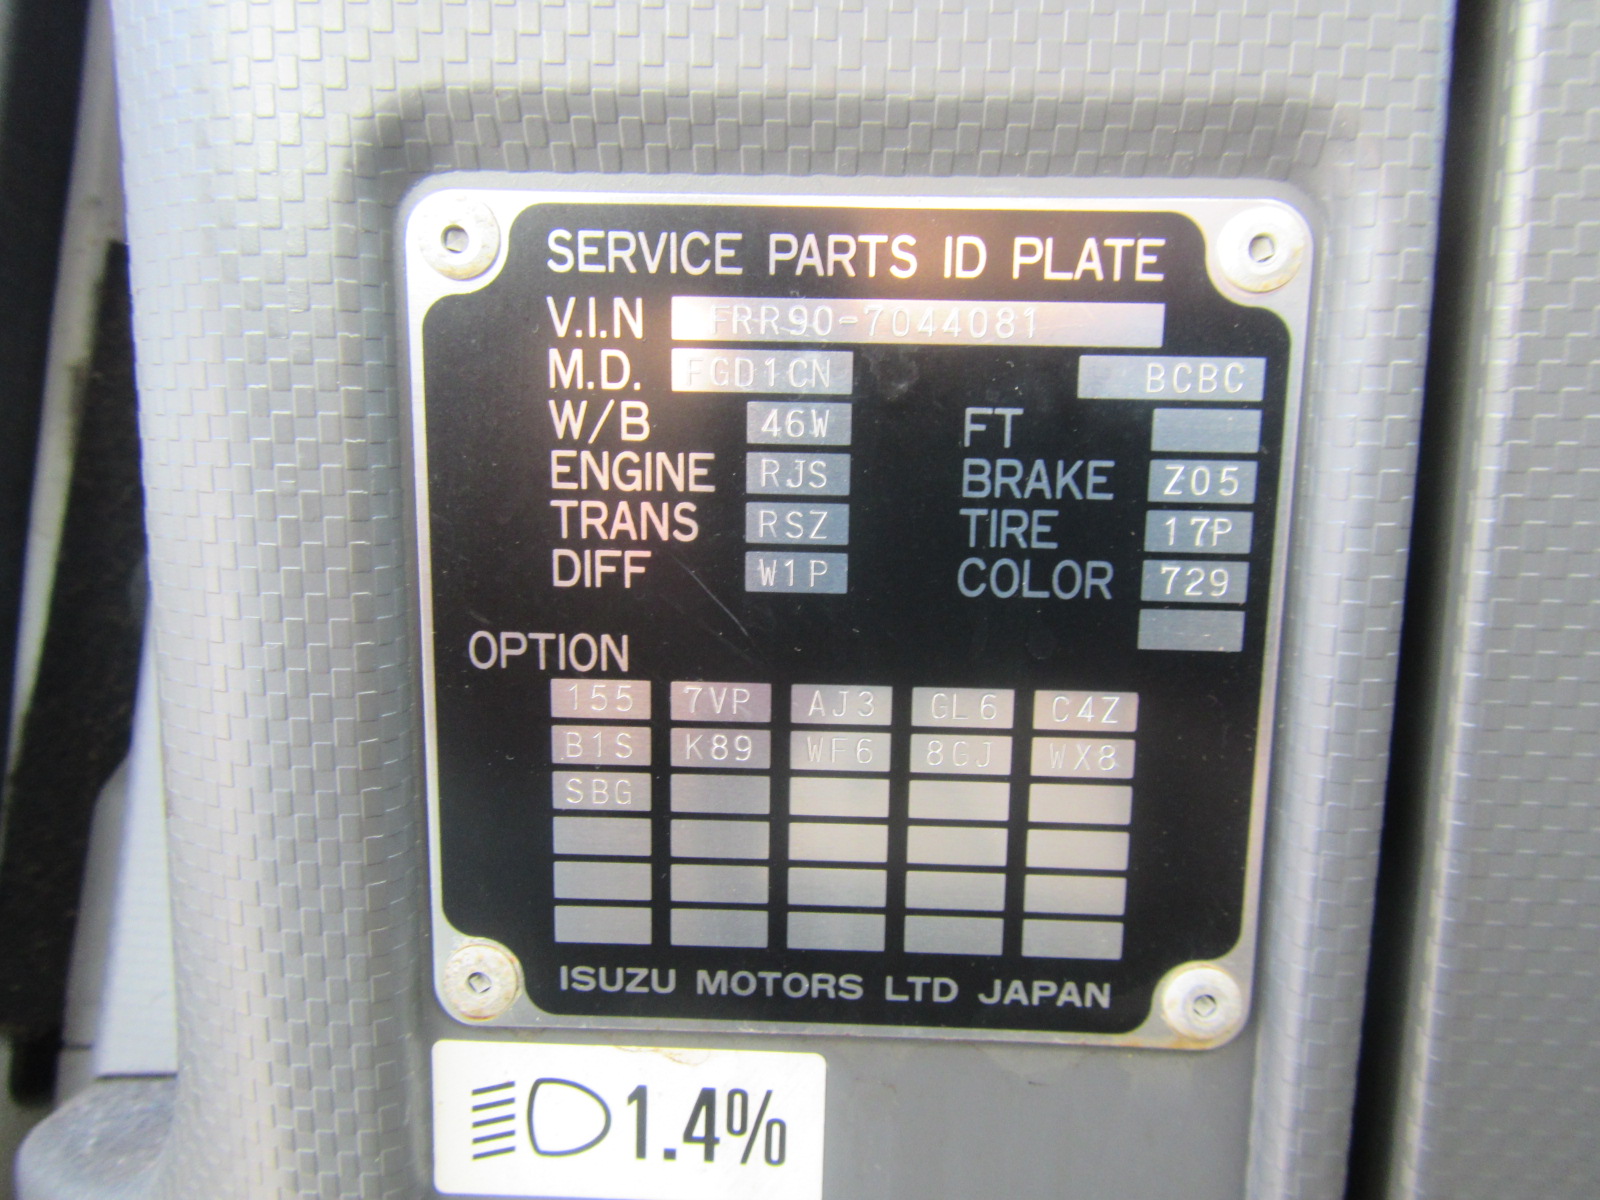 SERVICE PARTS ID PLATE
V.I.N FRR90-7044081
M.D. FGD1CN BCBC
W/B 46W FT
ENGINE RJS BRAKE Z05
TRANS RSZ TIRE 17P
DIFF W1P COLOR 729
OPTION
155 7VP AJ3 GL6 C4Z
B1S K89 WF6 8GJ WX8
SBG
ISUZU MOTORS LTD JAPAN
1.4%